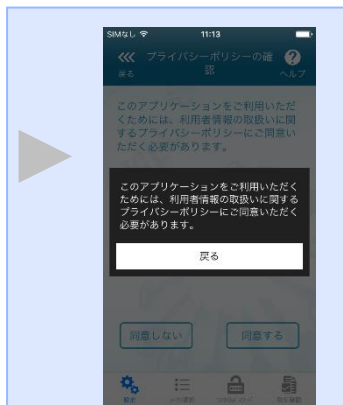 SIMなし
11:13
プライバシーポリシーの確
認
戻る
ヘルプ
このアプリケーションをご利用いただ
くためには、利用者情報の取扱いに関
するプライバシーポリシーにご同意い
ただく必要があります。
このアプリケーションをご利用いただく
ためには、利用者情報の取扱いに関する
プライバシーポリシーにご同意いただく
必要があります。
戻る
同意しない
同意する
設定